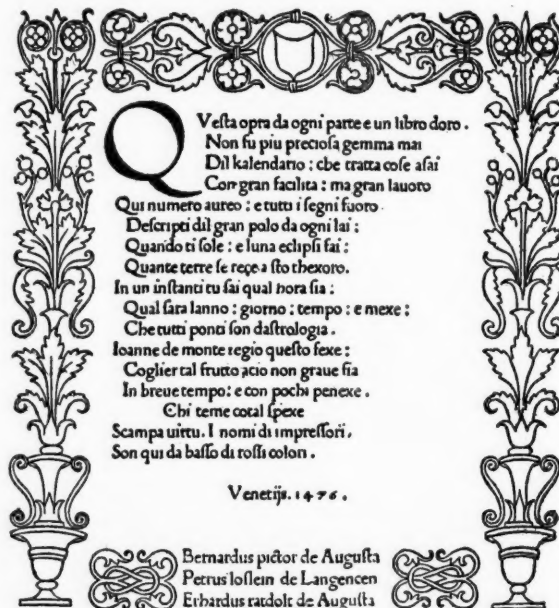 QVeſta opra da ogni parte e un libro doro.
Non fu piu precioſa gemma mai
Dil kalendario: che tratta coſe aſai
Con gran facilita: ma gran lauoro
Qui numero aureo: e tutti i ſegni fuoro
Deſcripti dil gran polo da ogni lai:
Quando ti ſole: e luna eclipſi fai:
Quante terre ſe rege a ſto thexoro.
In un inſtanti tu ſai qual hora ſia:
Qual ſara lanno: giorno: tempo: e mexe:
Che tutti ponti ſon daſtrologia.
Ioanne de monte regio queſto fexe:
Coglier tal frutto acio non graue ſia
In breue tempo: e con pochi penexe.
Chi teme cotal ſpexe
Scampa uirtu. I nomi di impreſſori.
Son qui da baſſo di roſſi colori.
Venetijs. 1476.
Bernardus pictor de Auguſta
Petrus loſlein de Langencen
Erhardus ratdolt de Auguſta